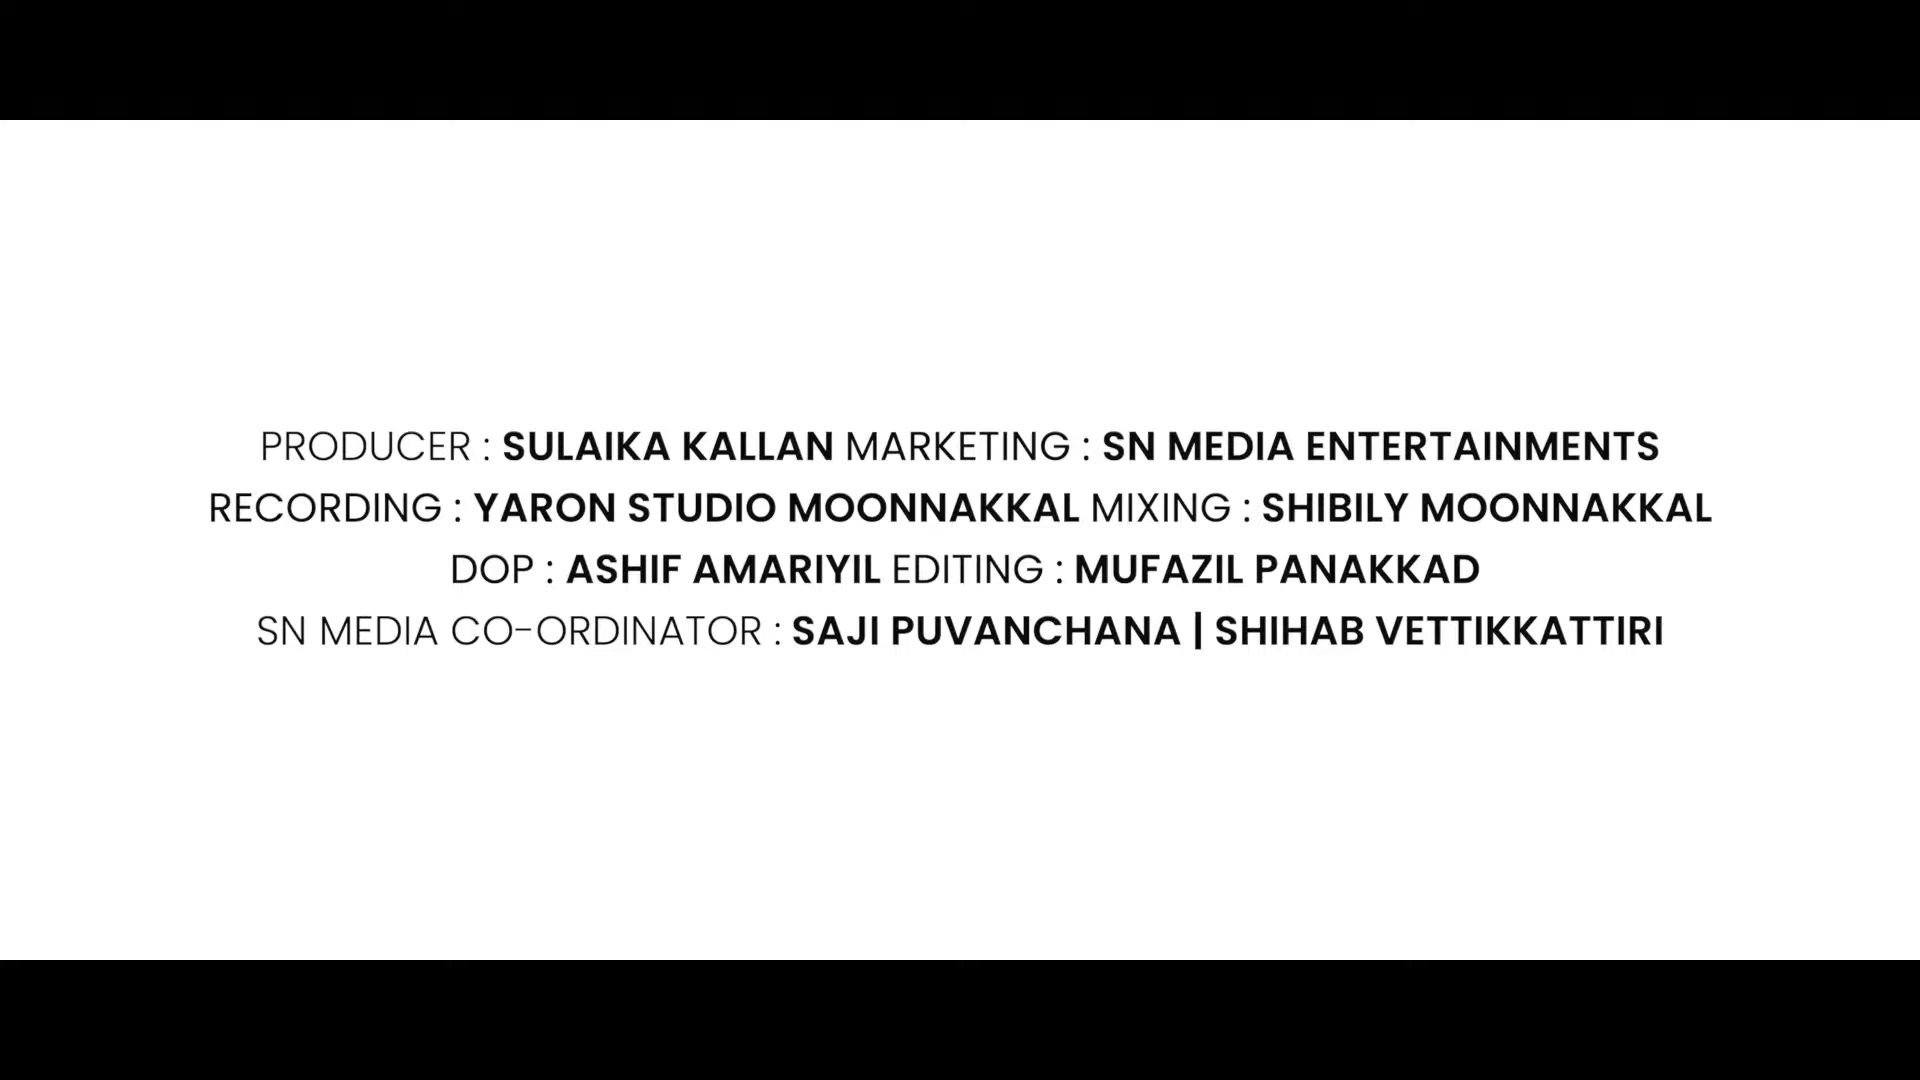 PRODUCER : SULAIKA KALLAN MARKETING : SN MEDIA ENTERTAINMENTS
RECORDING : YARON STUDIO MOONNAKKAL MIXING : SHIBILY MOONNAKKAL
DOP : ASHIF AMARIYIL EDITING : MUFAZIL PANAKKAD
SN MEDIA CO-ORDINATOR : SAJI PUVANCHANA | SHIHAB VETTIKKATTIRI